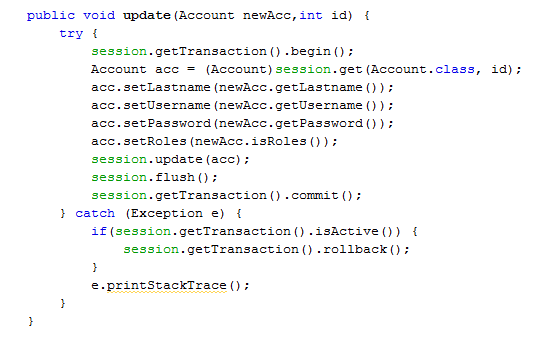 public void update(Account newAcc,int id) {
try {
session.getTransaction().begin();
Account acc = (Account)session.get(Account.class, id);
acc.setLastname(newAcc.getLastname());
acc.setUsername(newAcc.getUsername());
acc.setPassword(newAcc.getPassword());
acc.setRoles(newAcc.isRoles());
session.update(acc);
session.flush();
session.getTransaction().commit();
} catch (Exception e) {
if(session.getTransaction().isActive()) {
session.getTransaction().rollback();
}
e.printStackTrace();
}
}